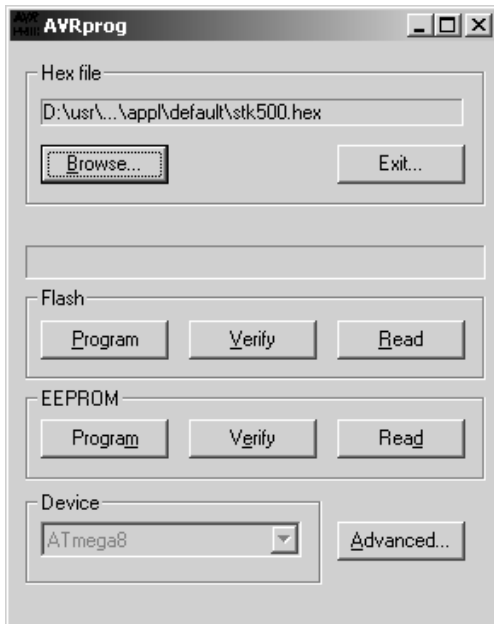 AVRprog
Hex file
D:\usr\...\appl\default\stk500.hex
Browse... Exit...
Flash
Program Verify Read
EEPROM
Program Verify Read
Device
ATmega8 Advanced...